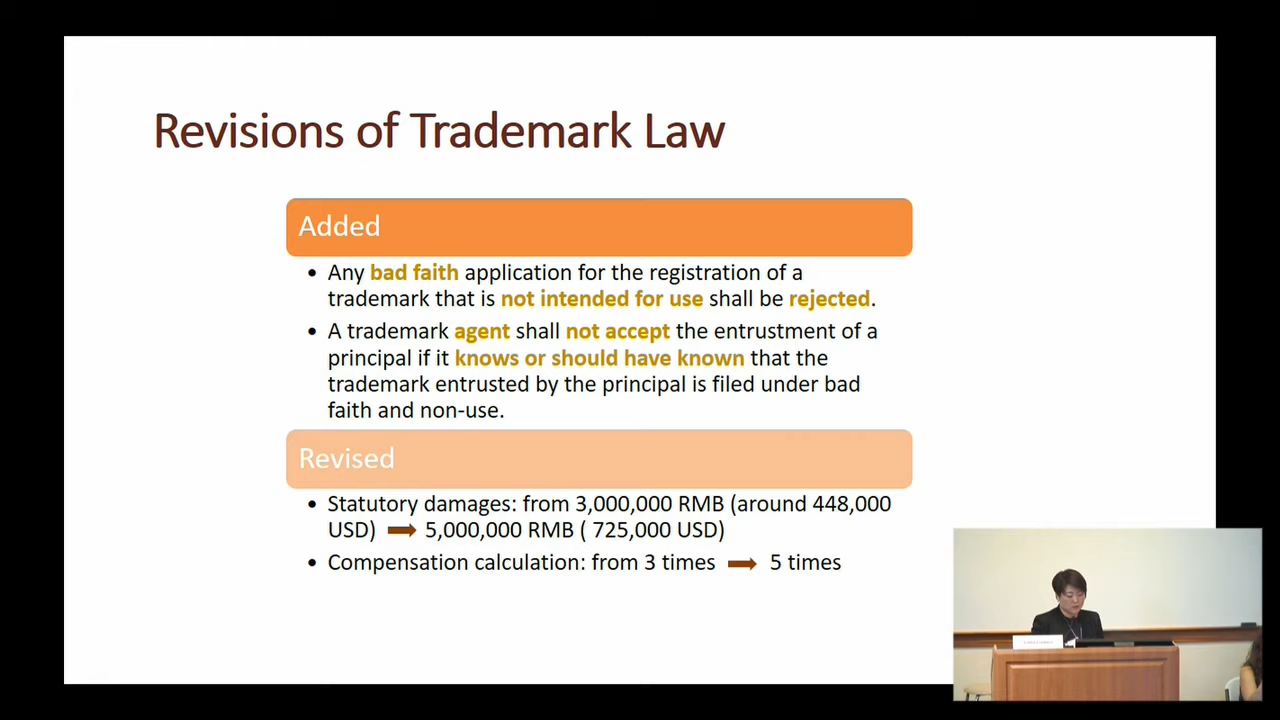 Revisions of Trademark Law
Added
• Any bad faith application for the registration of a
trademark that is not intended for use shall be rejected.
• A trademark agent shall not accept the entrustment of a
principal if it knows or should have known that the
trademark entrusted by the principal is filed under bad
faith and non-use.
Revised
• Statutory damages: from 3,000,000 RMB (around 448,000
USD) ➡ 5,000,000 RMB ( 725,000 USD)
• Compensation calculation: from 3 times ➡ 5 times